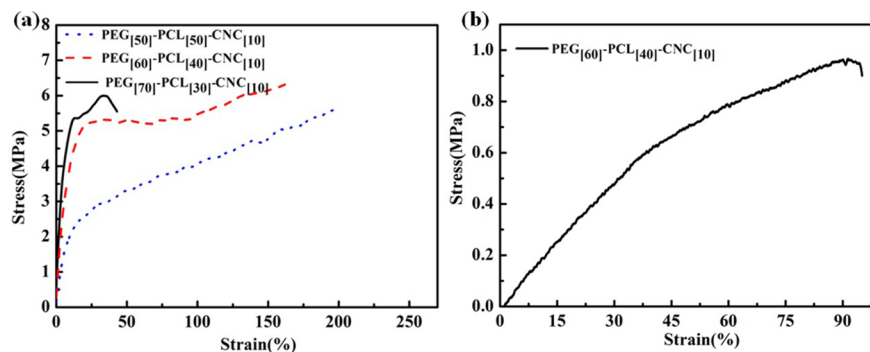 (a)
PEG[50]-PCL[50]-CNC[10]
PEG[60]-PCL[40]-CNC[10]
PEG[70]-PCL[30]-CNC[10]
8
7
6
5
4
3
2
1
0
Stress(MPa)
0 50 100 150 200 250
Strain(%)
(b)
PEG[60]-PCL[40]-CNC[10]
1.0
0.8
0.6
0.4
0.2
0.0
Stress(MPa)
0 15 30 45 60 75 90
Strain(%)